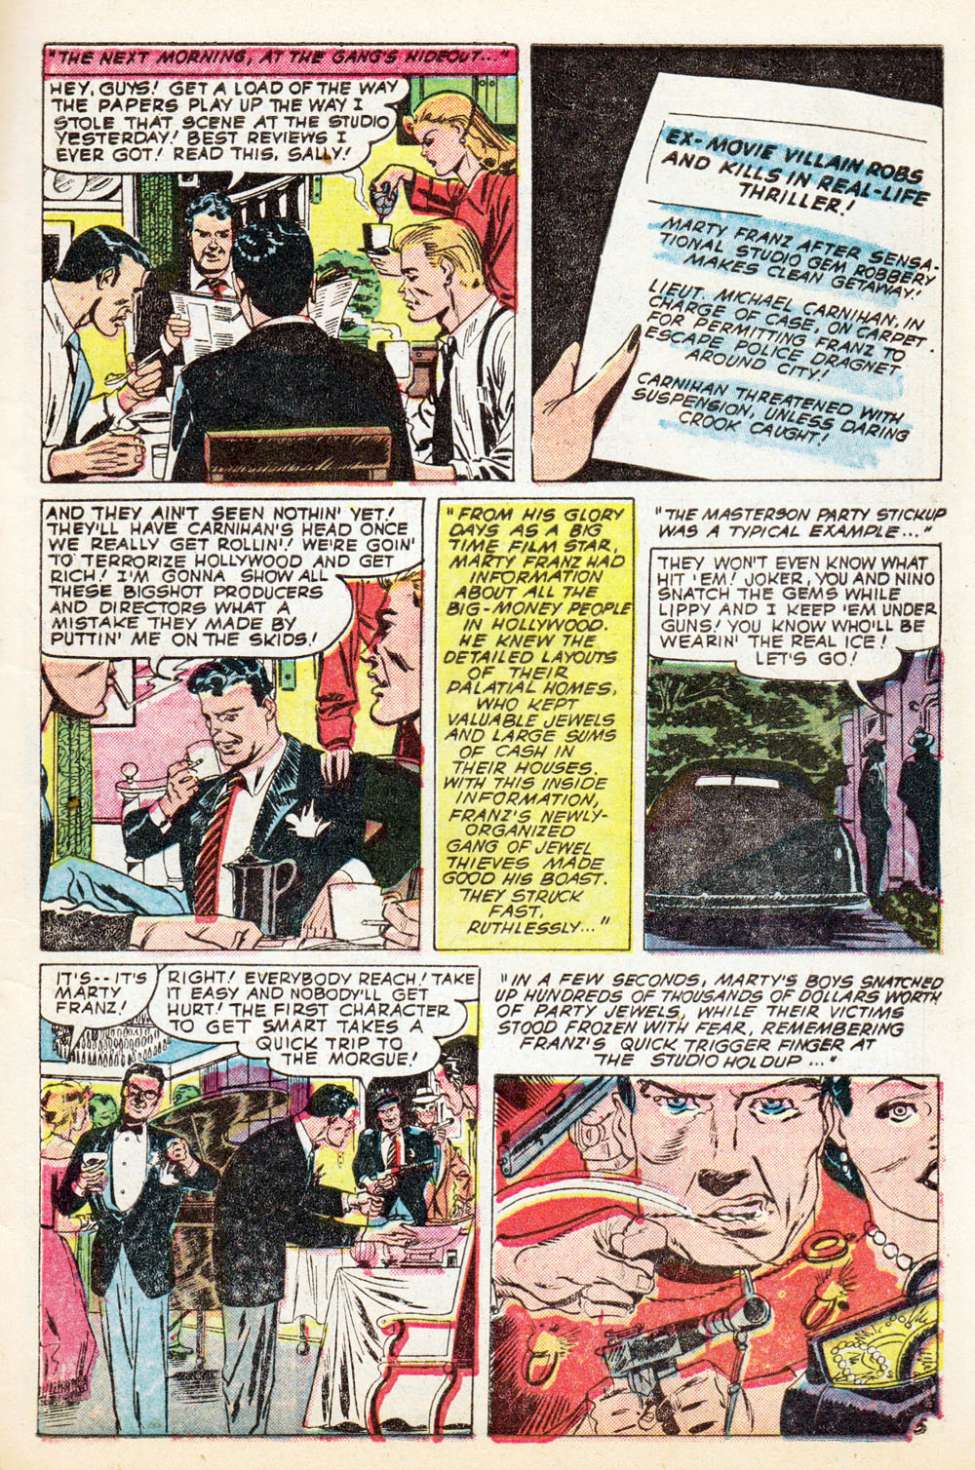 "THE NEXT MORNING, AT THE GANG'S HIDEOUT..."
HEY, GUYS! GET A LOAD OF THE WAY
THE PAPERS PLAY UP THE WAY I
STOLE THAT SCENE AT THE STUDIO
YESTERDAY! BEST REVIEWS I
EVER GOT! READ THIS, SALLY!
EX-MOVIE VILLAIN ROBS
AND KILLS IN REAL-LIFE
THRILLER!
MARTY FRANZ AFTER SENSA-
TIONAL STUDIO GEM ROBBERY
MAKES CLEAN GETAWAY!
LIEUT. MICHAEL CARNIHAN, IN
CHARGE OF CASE, ON CARPET
FOR PERMITTING FRANZ TO
ESCAPE POLICE DRAGNET
AROUND CITY!
CARNIHAN THREATENED WITH
SUSPENSION, UNLESS DARING
CROOK CAUGHT!
AND THEY AIN'T SEEN NOTHIN' YET!
THEY'LL HAVE CARNIHAN'S HEAD ONCE
WE REALLY GET ROLLIN'! WE'RE GOIN'
TO TERRORIZE HOLLYWOOD AND GET
RICH! I'M GONNA SHOW ALL
THESE BIGSHOT PRODUCERS
AND DIRECTORS WHAT A
MISTAKE THEY MADE BY
PUTTIN' ME ON THE SKIDS!
"FROM HIS GLORY
DAYS AS A BIG
TIME FILM STAR,
MARTY FRANZ HAD
INFORMATION
ABOUT ALL THE
BIG-MONEY PEOPLE
IN HOLLYWOOD.
HE KNEW THE
DETAILED LAYOUTS
OF THEIR
PALATIAL HOMES,
WHO KEPT
VALUABLE JEWELS
AND LARGE SUMS
OF CASH IN
THEIR HOUSES.
WITH THIS INSIDE
INFORMATION,
FRANZ'S NEWLY-
ORGANIZED
GANG OF JEWEL
THIEVES MADE
GOOD HIS BOAST.
THEY STRUCK
FAST,
RUTHLESSLY..."
"THE MASTERSON PARTY STICKUP
WAS A TYPICAL EXAMPLE..."
THEY WON'T EVEN KNOW WHAT
HIT 'EM! JOKER, YOU AND NINO
SNATCH THE GEMS WHILE
LIPPY AND I KEEP 'EM UNDER
GUNS! YOU KNOW WHO'LL BE
WEARIN' THE REAL ICE!
LET'S GO!
IT'S--IT'S
MARTY
FRANZ!
RIGHT! EVERYBODY REACH! TAKE
IT EASY AND NOBODY'LL GET
HURT! THE FIRST CHARACTER
TO GET SMART TAKES A
QUICK TRIP TO
THE MORGUE!
"IN A FEW SECONDS, MARTY'S BOYS SNATCHED
UP HUNDREDS OF THOUSANDS OF DOLLARS WORTH
OF PARTY JEWELS, WHILE THEIR VICTIMS
STOOD FROZEN WITH FEAR, REMEMBERING
FRANZ'S QUICK TRIGGER FINGER AT
THE STUDIO HOLDUP..."
5